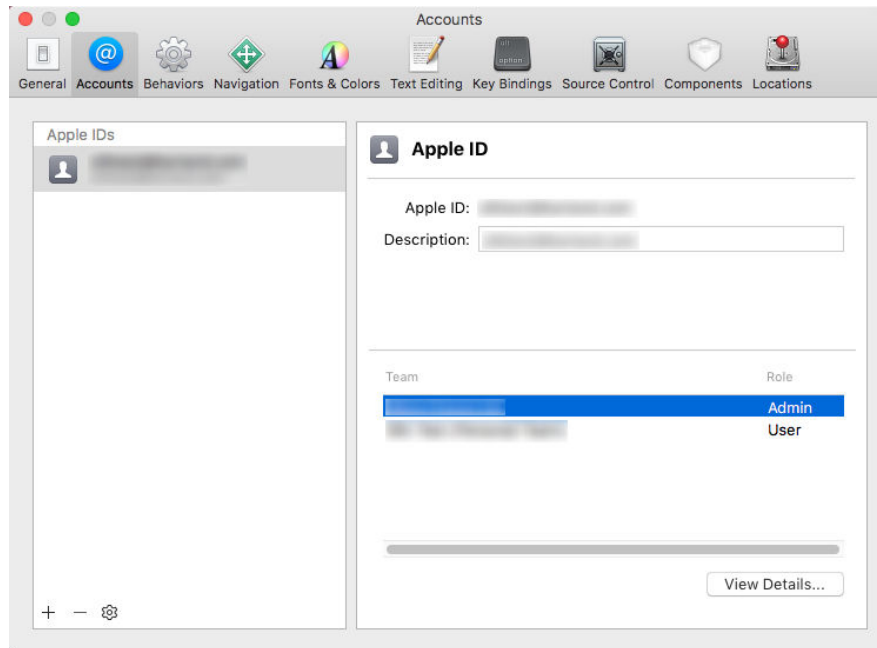 Accounts
General Accounts Behaviors Navigation Fonts & Colors Text Editing Key Bindings Source Control Components Locations
Apple IDs
Apple ID
Apple ID:
Description:
Team Role
Admin
User
View Details...